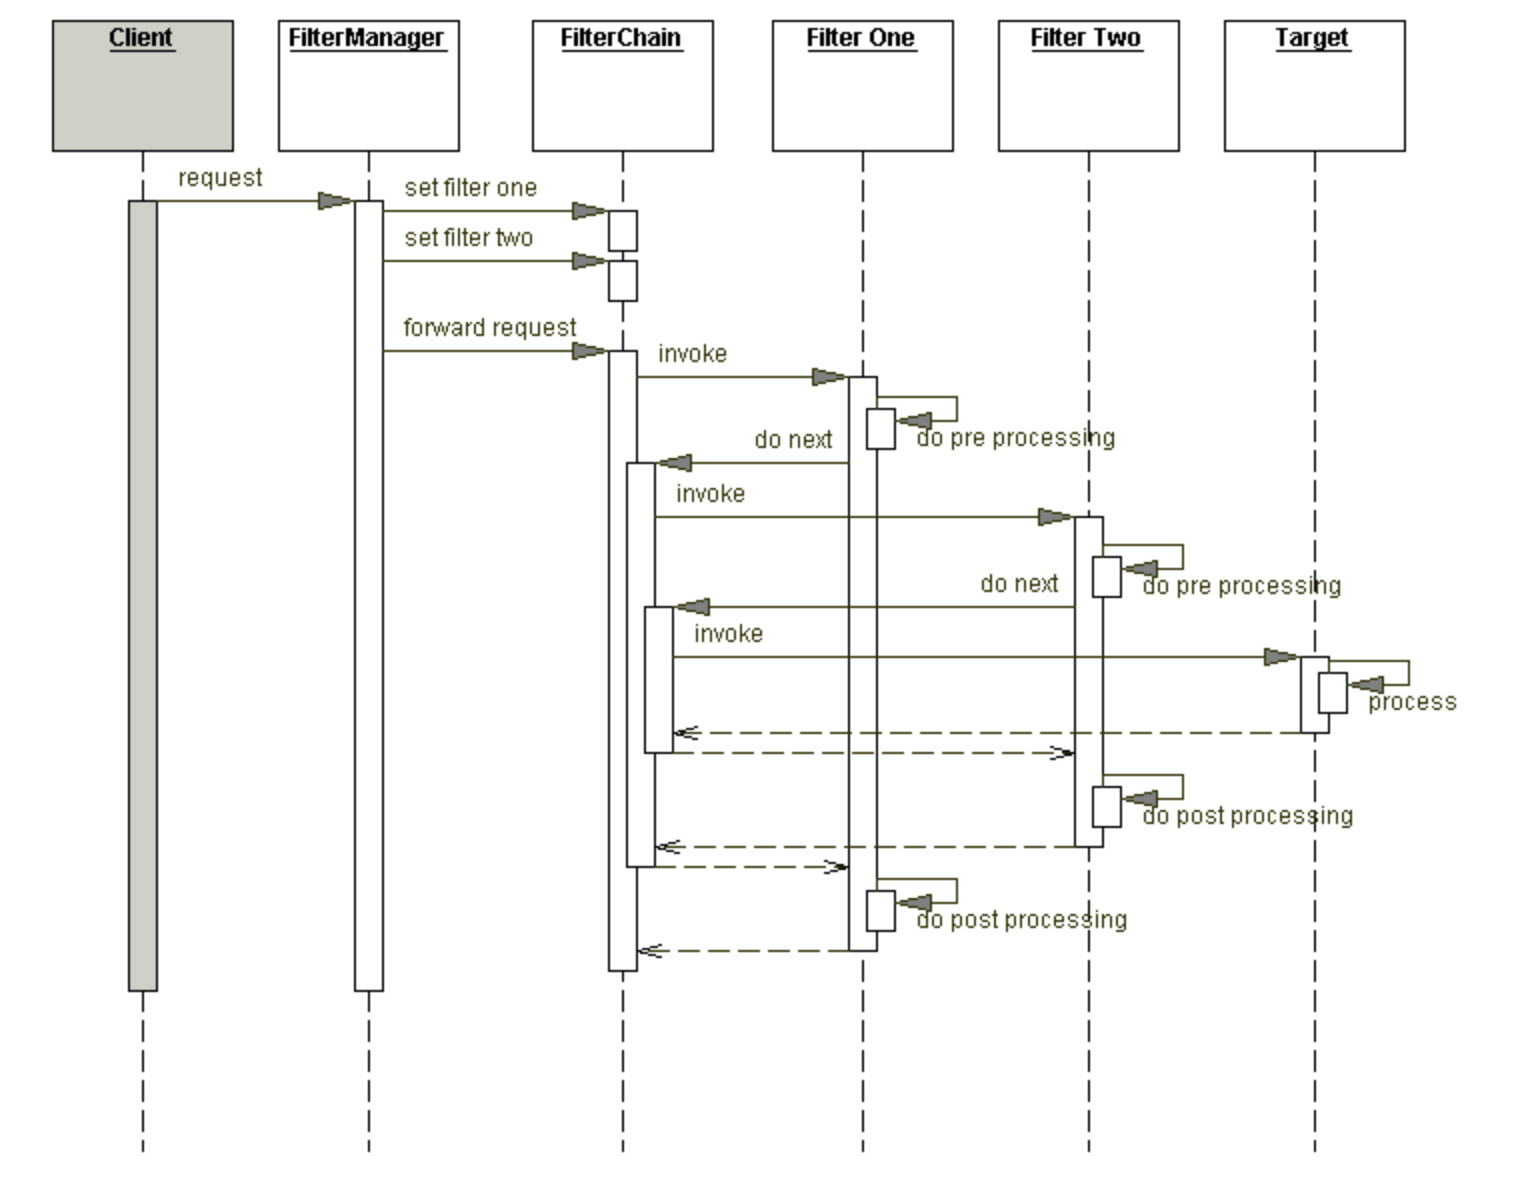 Client
FilterManager
FilterChain
Filter One
Filter Two
Target
request
set filter one
set filter two
forward request
invoke
do pre processing
do next
invoke
do pre processing
do next
invoke
process
do post processing
do post processing